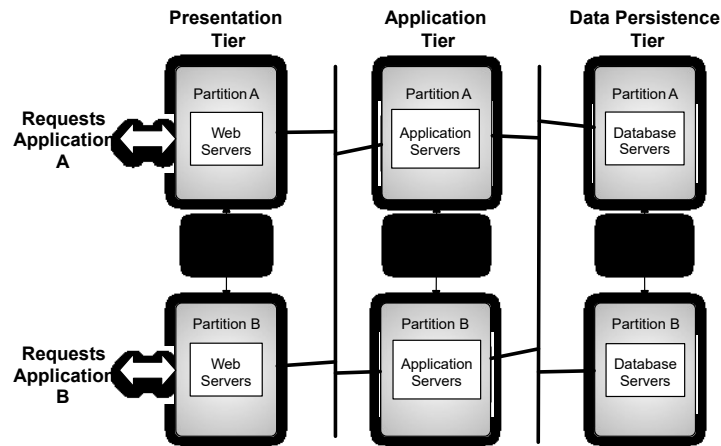 Presentation
Tier
Application
Tier
Data Persistence
Tier
Requests
Application
A
Partition A
Web
Servers
Partition A
Application
Servers
Partition A
Database
Servers
Requests
Application
B
Partition B
Web
Servers
Partition B
Application
Servers
Partition B
Database
Servers